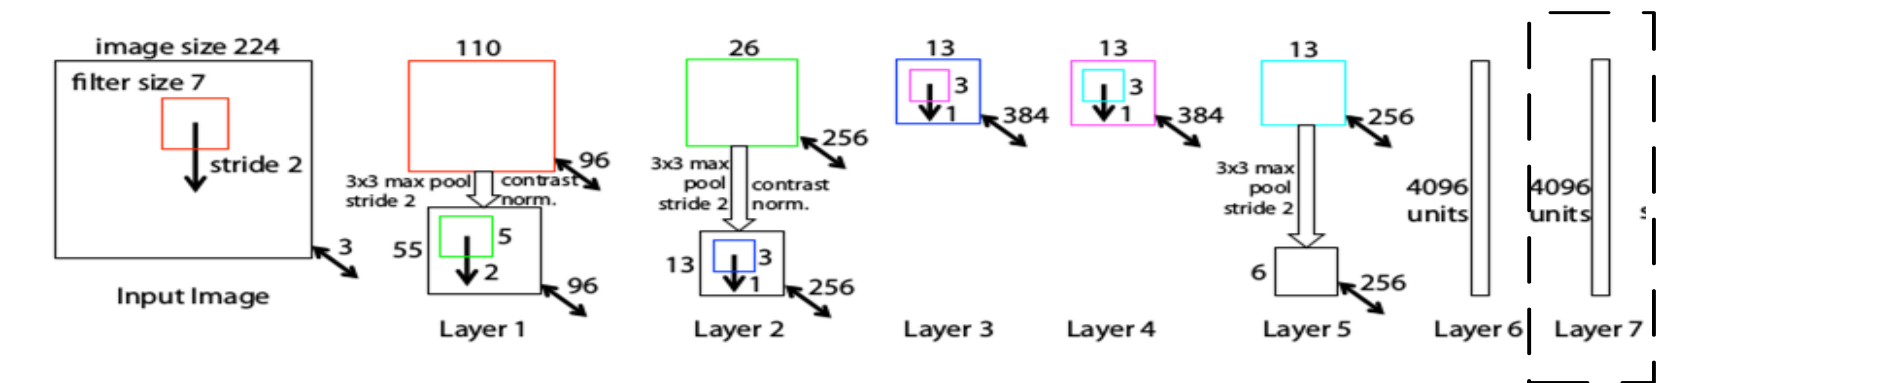 image size 224
filter size 7
stride 2
3
Input Image
110
96
3x3 max pool
stride 2
contrast
norm.
55
5
2
96
Layer 1
26
256
3x3 max
pool
stride 2
contrast
norm.
13
3
1
256
Layer 2
13
3
1
384
Layer 3
13
3
1
384
Layer 4
13
256
3x3 max
pool
stride 2
6
256
Layer 5
4096
units
Layer 6
4096
units
Layer 7